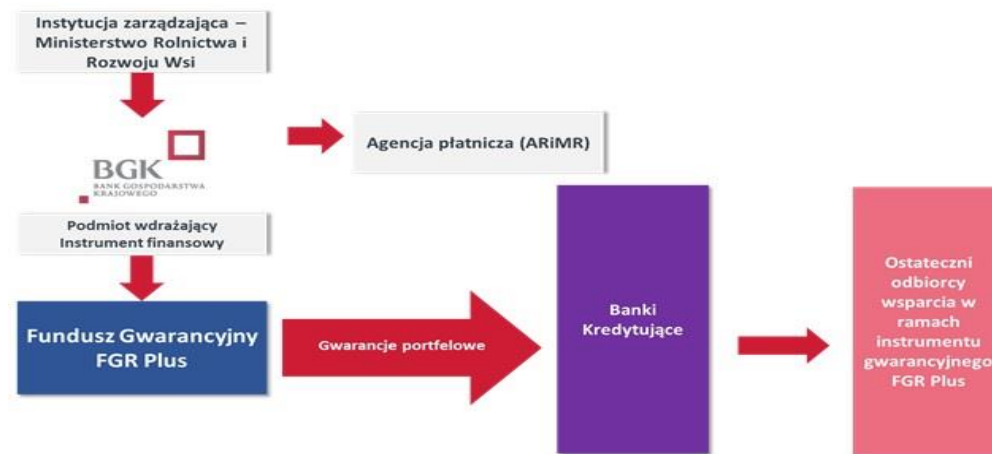 Instytucja zarządzająca –
Ministerstwo Rolnictwa i
Rozwoju Wsi
Agencja płatnicza (ARiMR)
BGK
BANK GOSPODARSTWA
KRAJOWEGO
Podmiot wdrażający
Instrument finansowy
Fundusz Gwarancyjny
FGR Plus
Gwarancje portfelowe
Banki
Kredytujące
Ostateczni
odbiorcy
wsparcia w
ramach
instrumentu
gwarancyjnego
FGR Plus